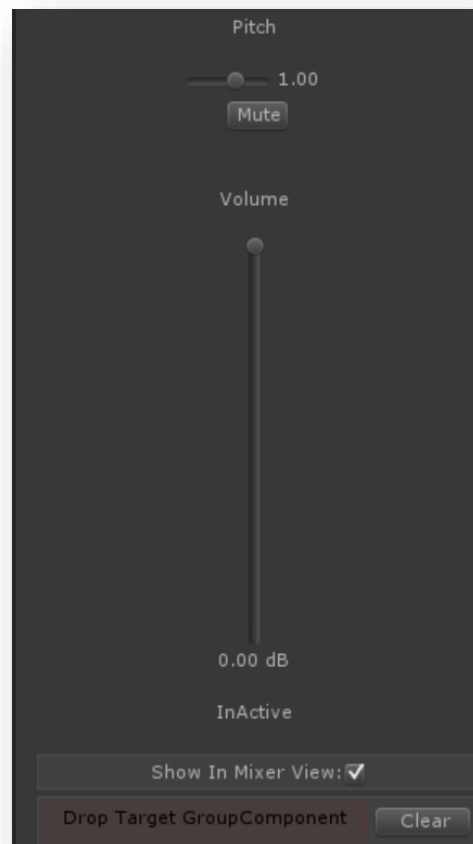 Pitch
1.00
Mute
Volume
0.00 dB
InActive
Show In Mixer View:
Drop Target GroupComponent Clear